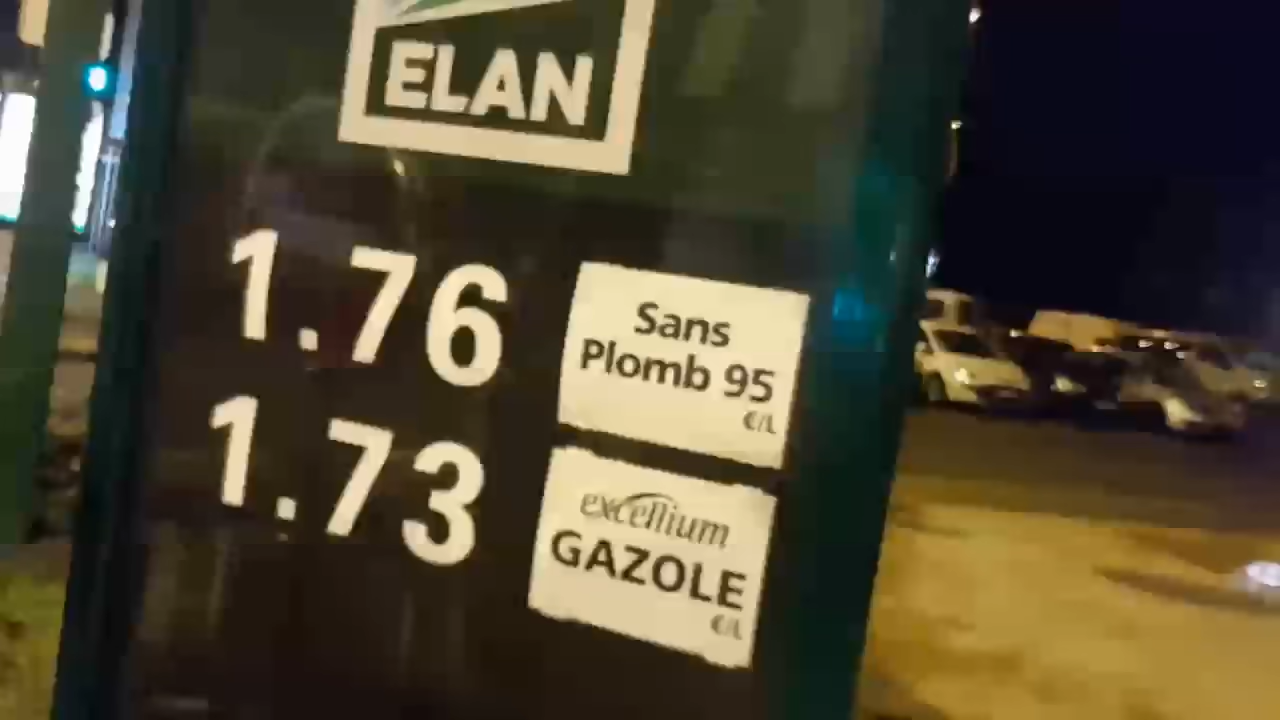 ELAN
1.76
Sans
Plomb 95
€/L
1.73
excellium
GAZOLE
€/L